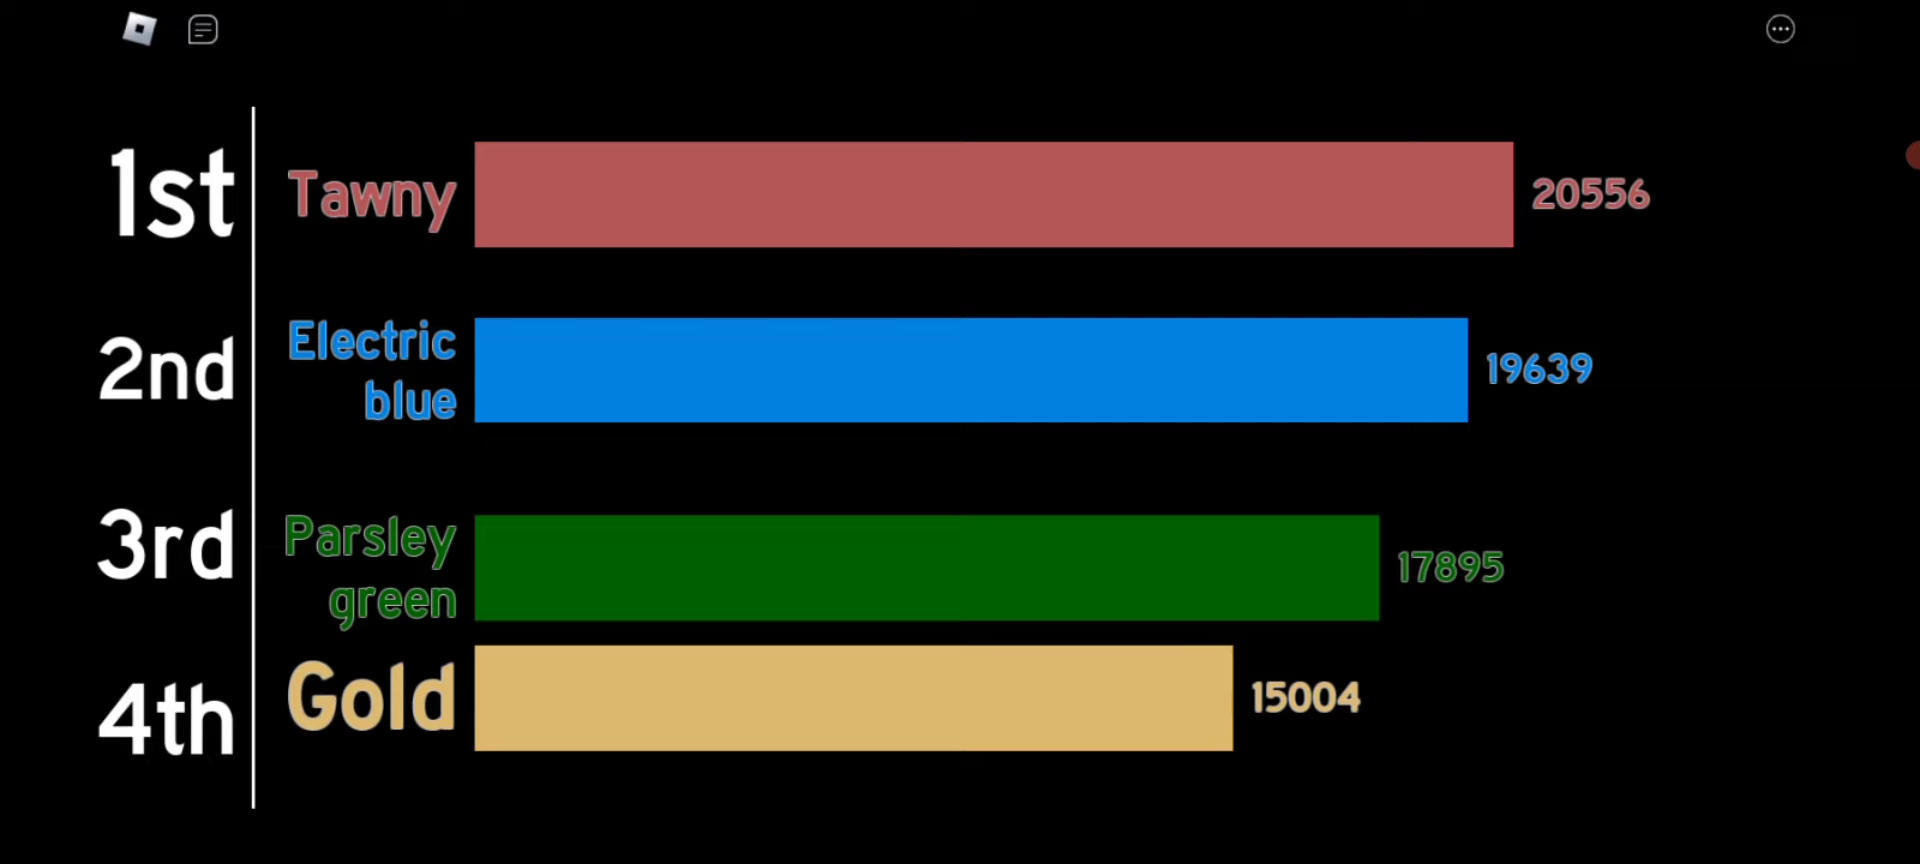 1st
Tawny
20556
2nd
Electric
blue
19639
3rd
Parsley
green
17895
4th
Gold
15004